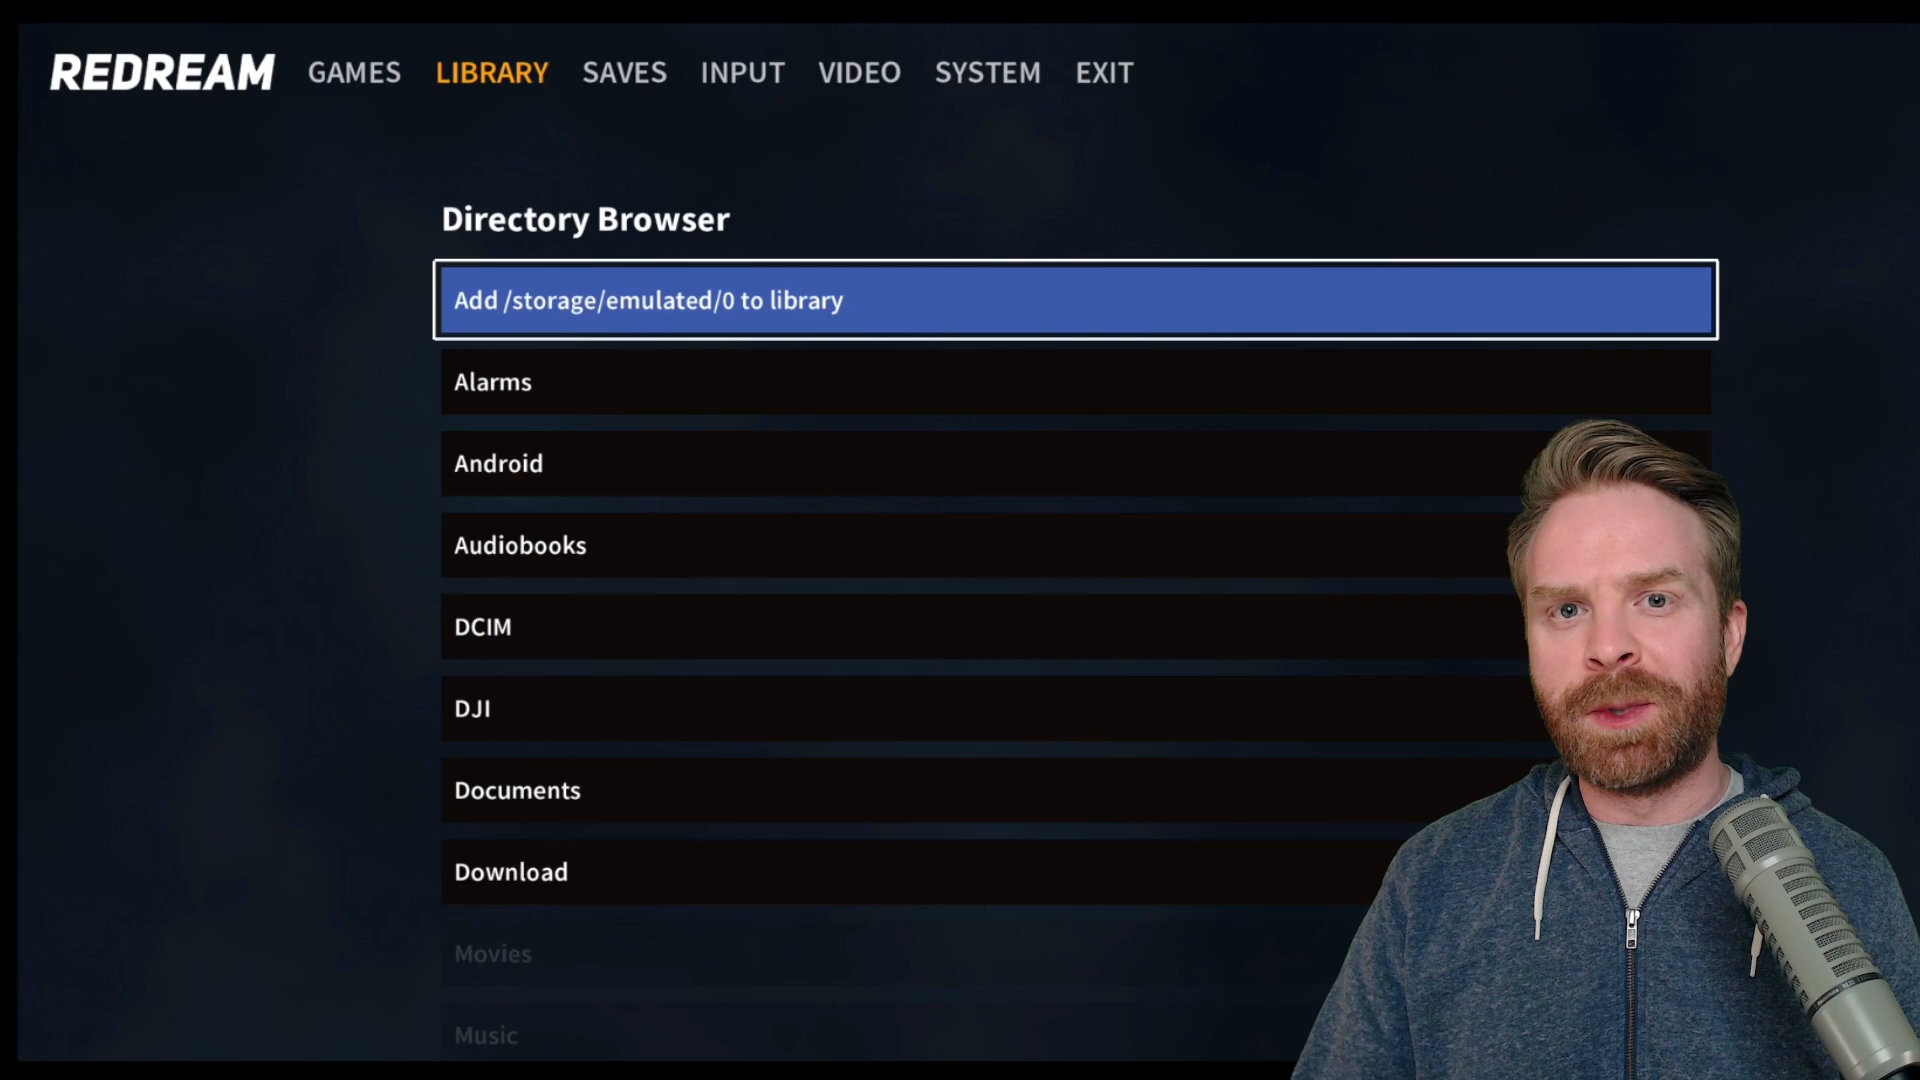 REDREAM GAMES LIBRARY SAVES INPUT VIDEO SYSTEM EXIT
Directory Browser
Add /storage/emulated/0 to library
Alarms
Android
Audiobooks
DCIM
DJI
Documents
Download
Movies
Music